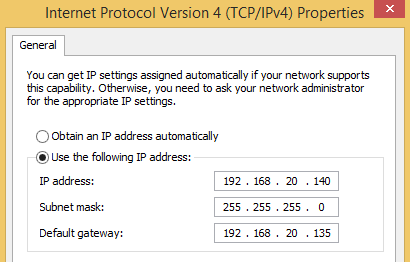 Internet Protocol Version 4 (TCP/IPv4) Properties
General
You can get IP settings assigned automatically if your network supports
this capability. Otherwise, you need to ask your network administrator
for the appropriate IP settings.
Obtain an IP address automatically
Use the following IP address:
IP address: 192 . 168 . 20 . 140
Subnet mask: 255 . 255 . 255 . 0
Default gateway: 192 . 168 . 20 . 135